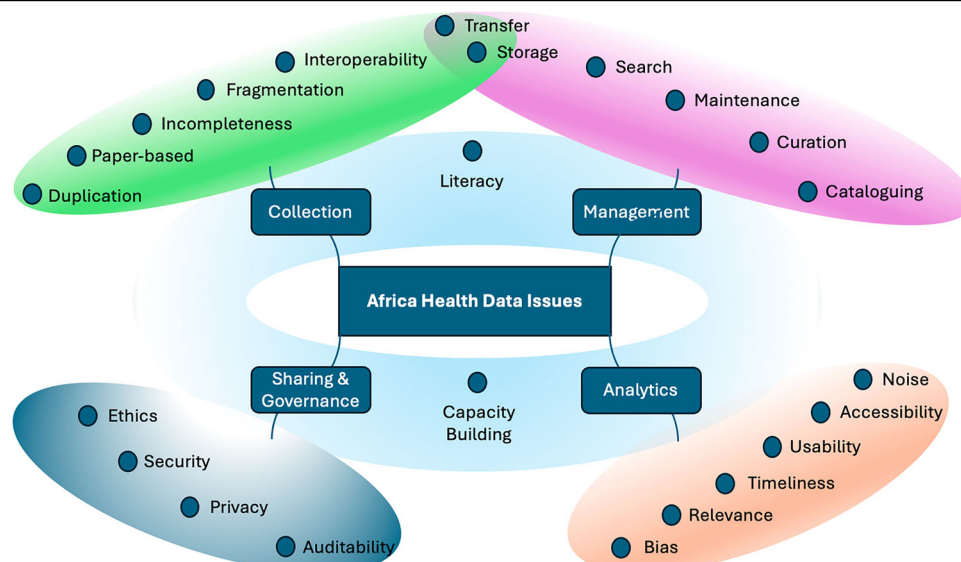 Transfer
Storage
Interoperability
Search
Fragmentation
Maintenance
Incompleteness
Curation
Paper-based
Literacy
Duplication
Cataloguing
Collection
Management
Africa Health Data Issues
Sharing &
Governance
Analytics
Capacity
Building
Noise
Ethics
Accessibility
Security
Usability
Timeliness
Privacy
Relevance
Auditability
Bias